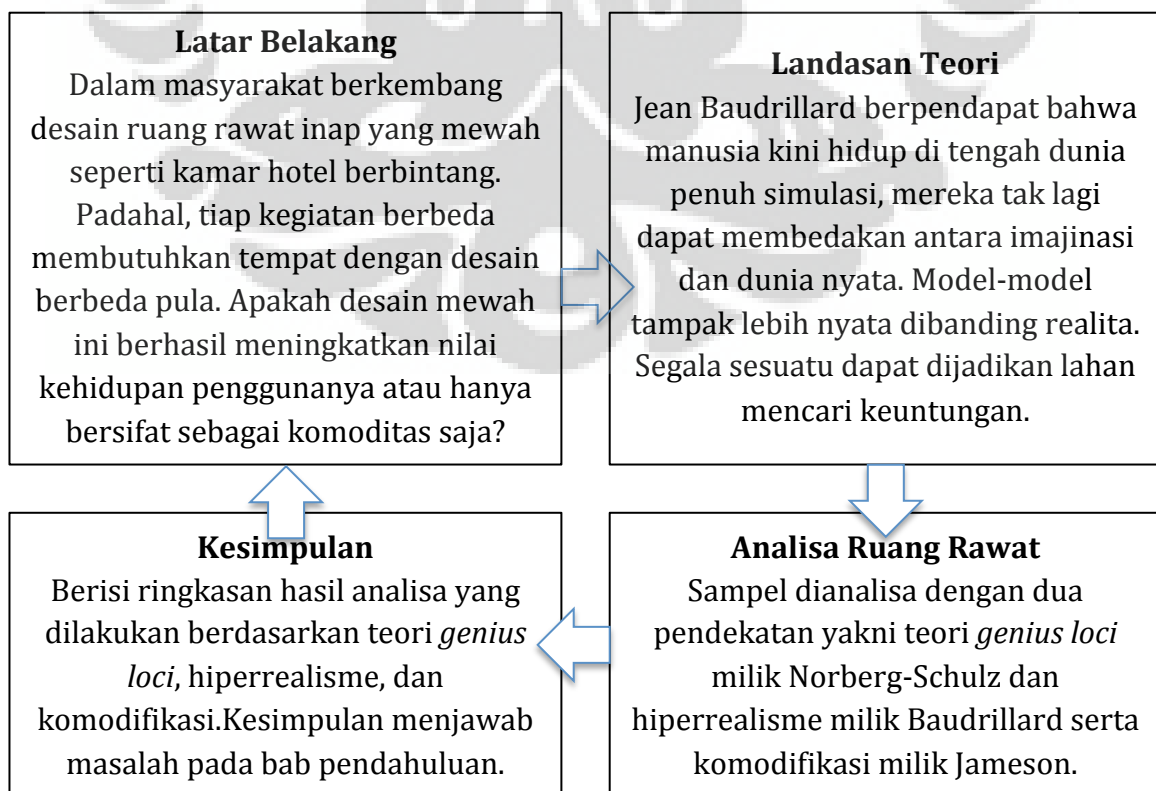 Latar Belakang
Dalam masyarakat berkembang
desain ruang rawat inap yang mewah
seperti kamar hotel berbintang.
Padahal, tiap kegiatan berbeda
membutuhkan tempat dengan desain
berbeda pula. Apakah desain mewah
ini berhasil meningkatkan nilai
kehidupan penggunanya atau hanya
bersifat sebagai komoditas saja?
Landasan Teori
Jean Baudrillard berpendapat bahwa
manusia kini hidup di tengah dunia
penuh simulasi, mereka tak lagi
dapat membedakan antara imajinasi
dan dunia nyata. Model-model
tampak lebih nyata dibanding realita.
Segala sesuatu dapat dijadikan lahan
mencari keuntungan.
Analisa Ruang Rawat
Sampel dianalisa dengan dua
pendekatan yakni teori genius loci
milik Norberg-Schulz dan
hiperrealisme milik Baudrillard serta
komodifikasi milik Jameson.
Kesimpulan
Berisi ringkasan hasil analisa yang
dilakukan berdasarkan teori genius
loci, hiperrealisme, dan
komodifikasi.Kesimpulan menjawab
masalah pada bab pendahuluan.